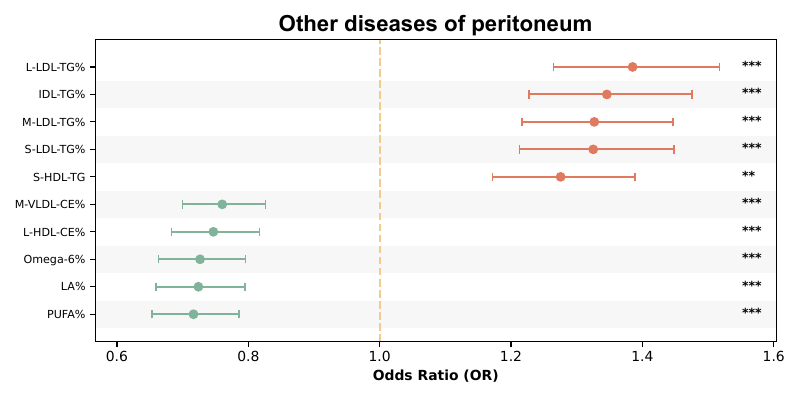 Other diseases of peritoneum
L-LDL-TG% ***
IDL-TG% ***
M-LDL-TG% ***
S-LDL-TG% ***
S-HDL-TG **
M-VLDL-CE% ***
L-HDL-CE% ***
Omega-6% ***
LA% ***
PUFA% ***
0.6 0.8 1.0 1.2 1.4 1.6
Odds Ratio (OR)